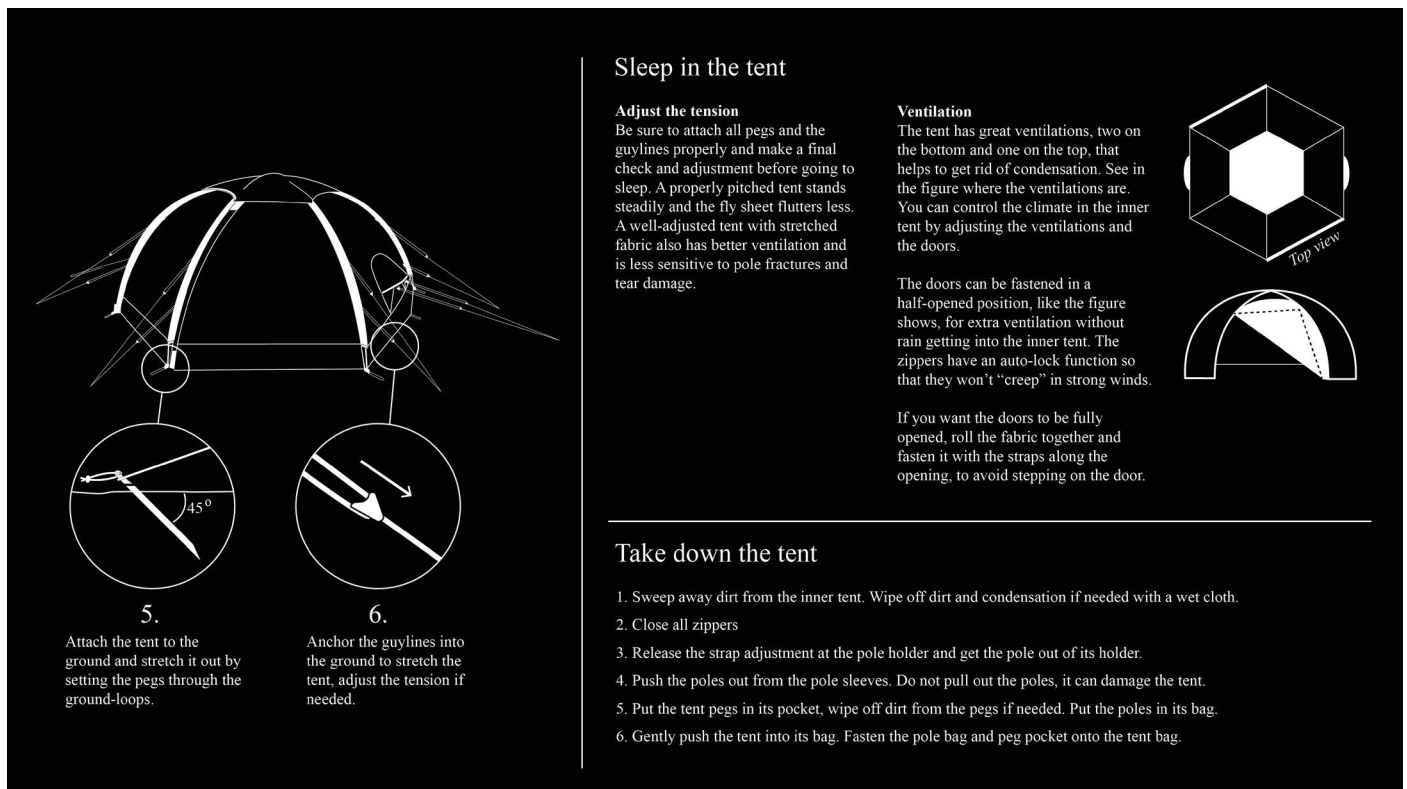 45°
5.
Attach the tent to the
ground and stretch it out by
setting the pegs through the
ground-loops.
6.
Anchor the guylines into
the ground to stretch the
tent, adjust the tension if
needed.
Sleep in the tent
Adjust the tension
Be sure to attach all pegs and the
guylines properly and make a final
check and adjustment before going to
sleep. A properly pitched tent stands
steadily and the fly sheet flutters less.
A well-adjusted tent with stretched
fabric also has better ventilation and
is less sensitive to pole fractures and
tear damage.
Ventilation
The tent has great ventilations, two on
the bottom and one on the top, that
helps to get rid of condensation. See in
the figure where the ventilations are.
You can control the climate in the inner
tent by adjusting the ventilations and
the doors.
The doors can be fastened in a
half-opened position, like the figure
shows, for extra ventilation without
rain getting into the inner tent. The
zippers have an auto-lock function so
that they won’t “creep” in strong winds.
If you want the doors to be fully
opened, roll the fabric together and
fasten it with the straps along the
opening, to avoid stepping on the door.
Top view
Take down the tent
1. Sweep away dirt from the inner tent. Wipe off dirt and condensation if needed with a wet cloth.
2. Close all zippers
3. Release the strap adjustment at the pole holder and get the pole out of its holder.
4. Push the poles out from the pole sleeves. Do not pull out the poles, it can damage the tent.
5. Put the tent pegs in its pocket, wipe off dirt from the pegs if needed. Put the poles in its bag.
6. Gently push the tent into its bag. Fasten the pole bag and peg pocket onto the tent bag.